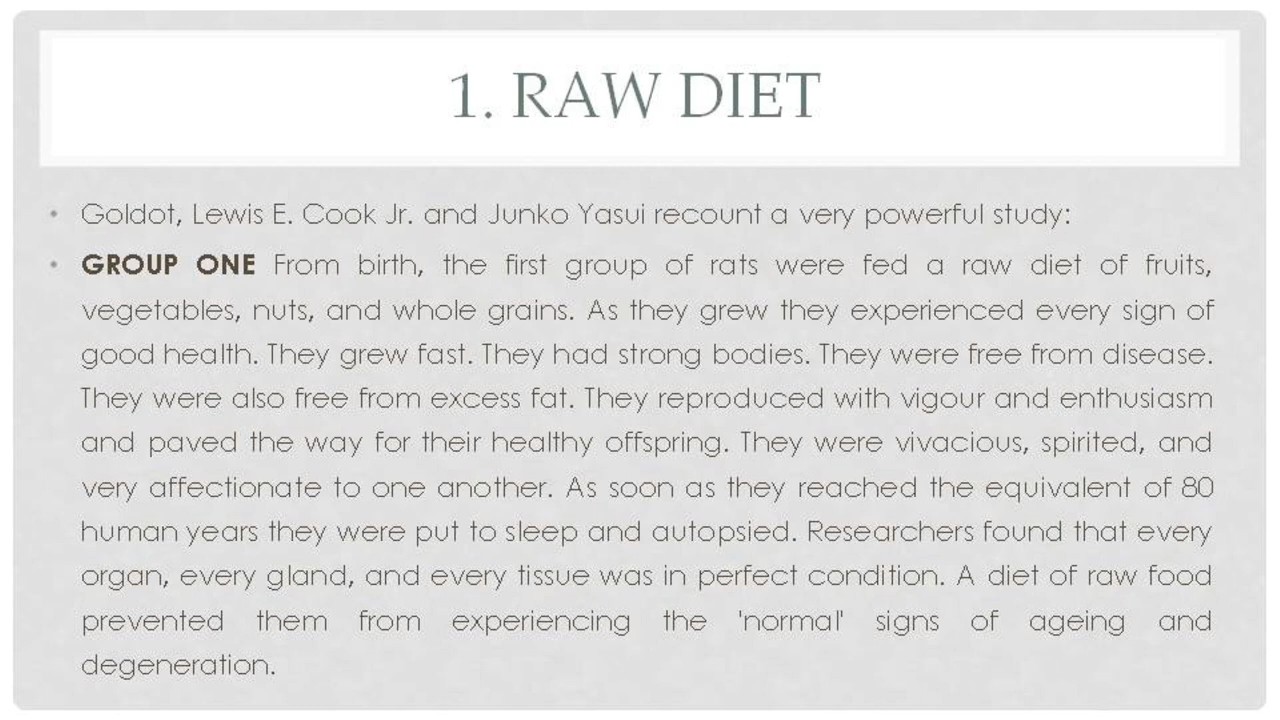 1. RAW DIET
• Goldot, Lewis E. Cook Jr. and Junko Yasui recount a very powerful study:
• GROUP ONE From birth, the first group of rats were fed a raw diet of fruits,
vegetables, nuts, and whole grains. As they grew they experienced every sign of
good health. They grew fast. They had strong bodies. They were free from disease.
They were also free from excess fat. They reproduced with vigour and enthusiasm
and paved the way for their healthy offspring. They were vivacious, spirited, and
very affectionate to one another. As soon as they reached the equivalent of 80
human years they were put to sleep and autopsied. Researchers found that every
organ, every gland, and every tissue was in perfect condition. A diet of raw food
prevented them from experiencing the 'normal' signs of ageing and
degeneration.